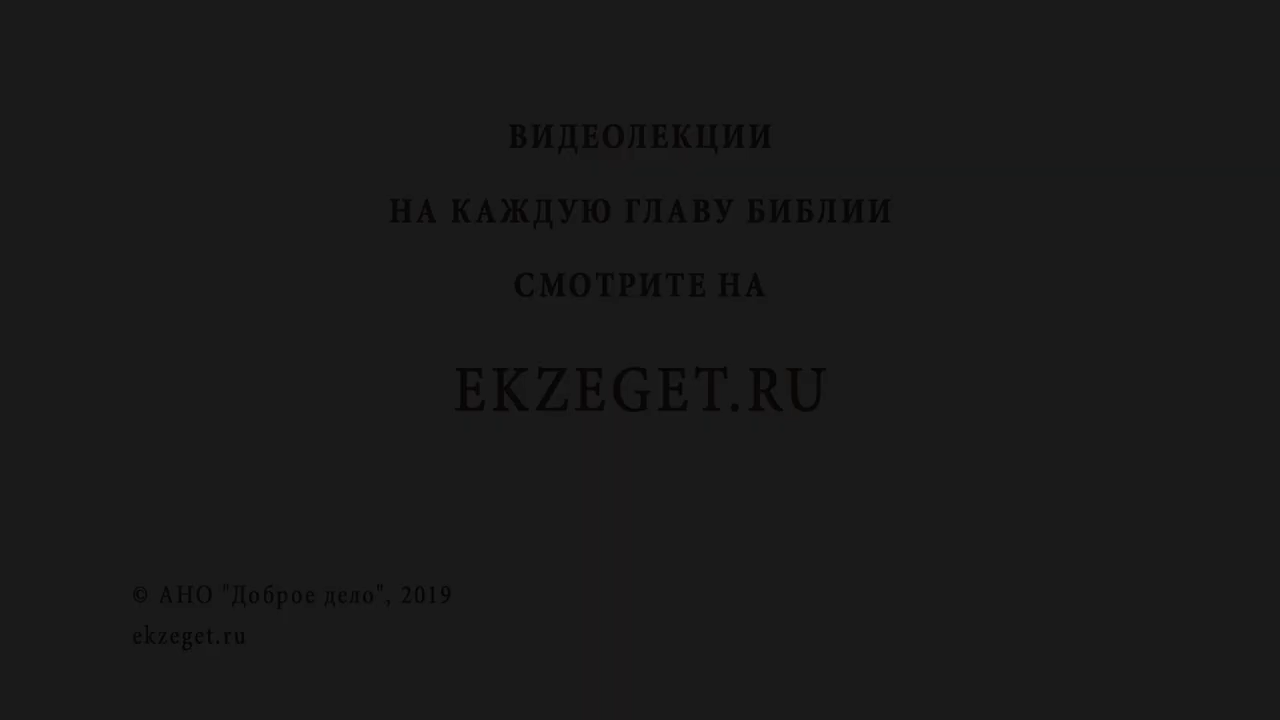 ВИДЕОЛЕКЦИИ
НА КАЖДУЮ ГЛАВУ БИБЛИИ
СМОТРИТЕ НА
EKZEGET.RU
© АНО "Доброе дело", 2019
ekzeget.ru